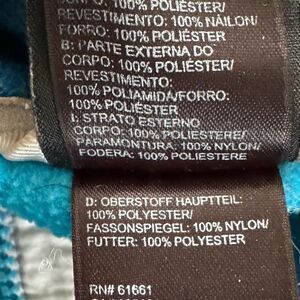 CORPO: 100% POLIÉSTER/
REVESTIMIENTO: 100% NÁILON/
FORRO: 100% POLIÉSTER
B: PARTE EXTERNA DO
CORPO: 100% POLIÉSTER/
REVESTIMENTO:
100% POLIAMIDA/FORRO:
100% POLIÉSTER
I: STRATO ESTERNO
CORPO: 100% POLIESTERE/
PARAMONTURA: 100% NYLON/
FODERA: 100% POLIESTERE
D: OBERSTOFF HAUPTTEIL:
100% POLYESTER/
FASSONSPIEGEL: 100% NYLON/
FUTTER: 100% POLYESTER
RN# 61661